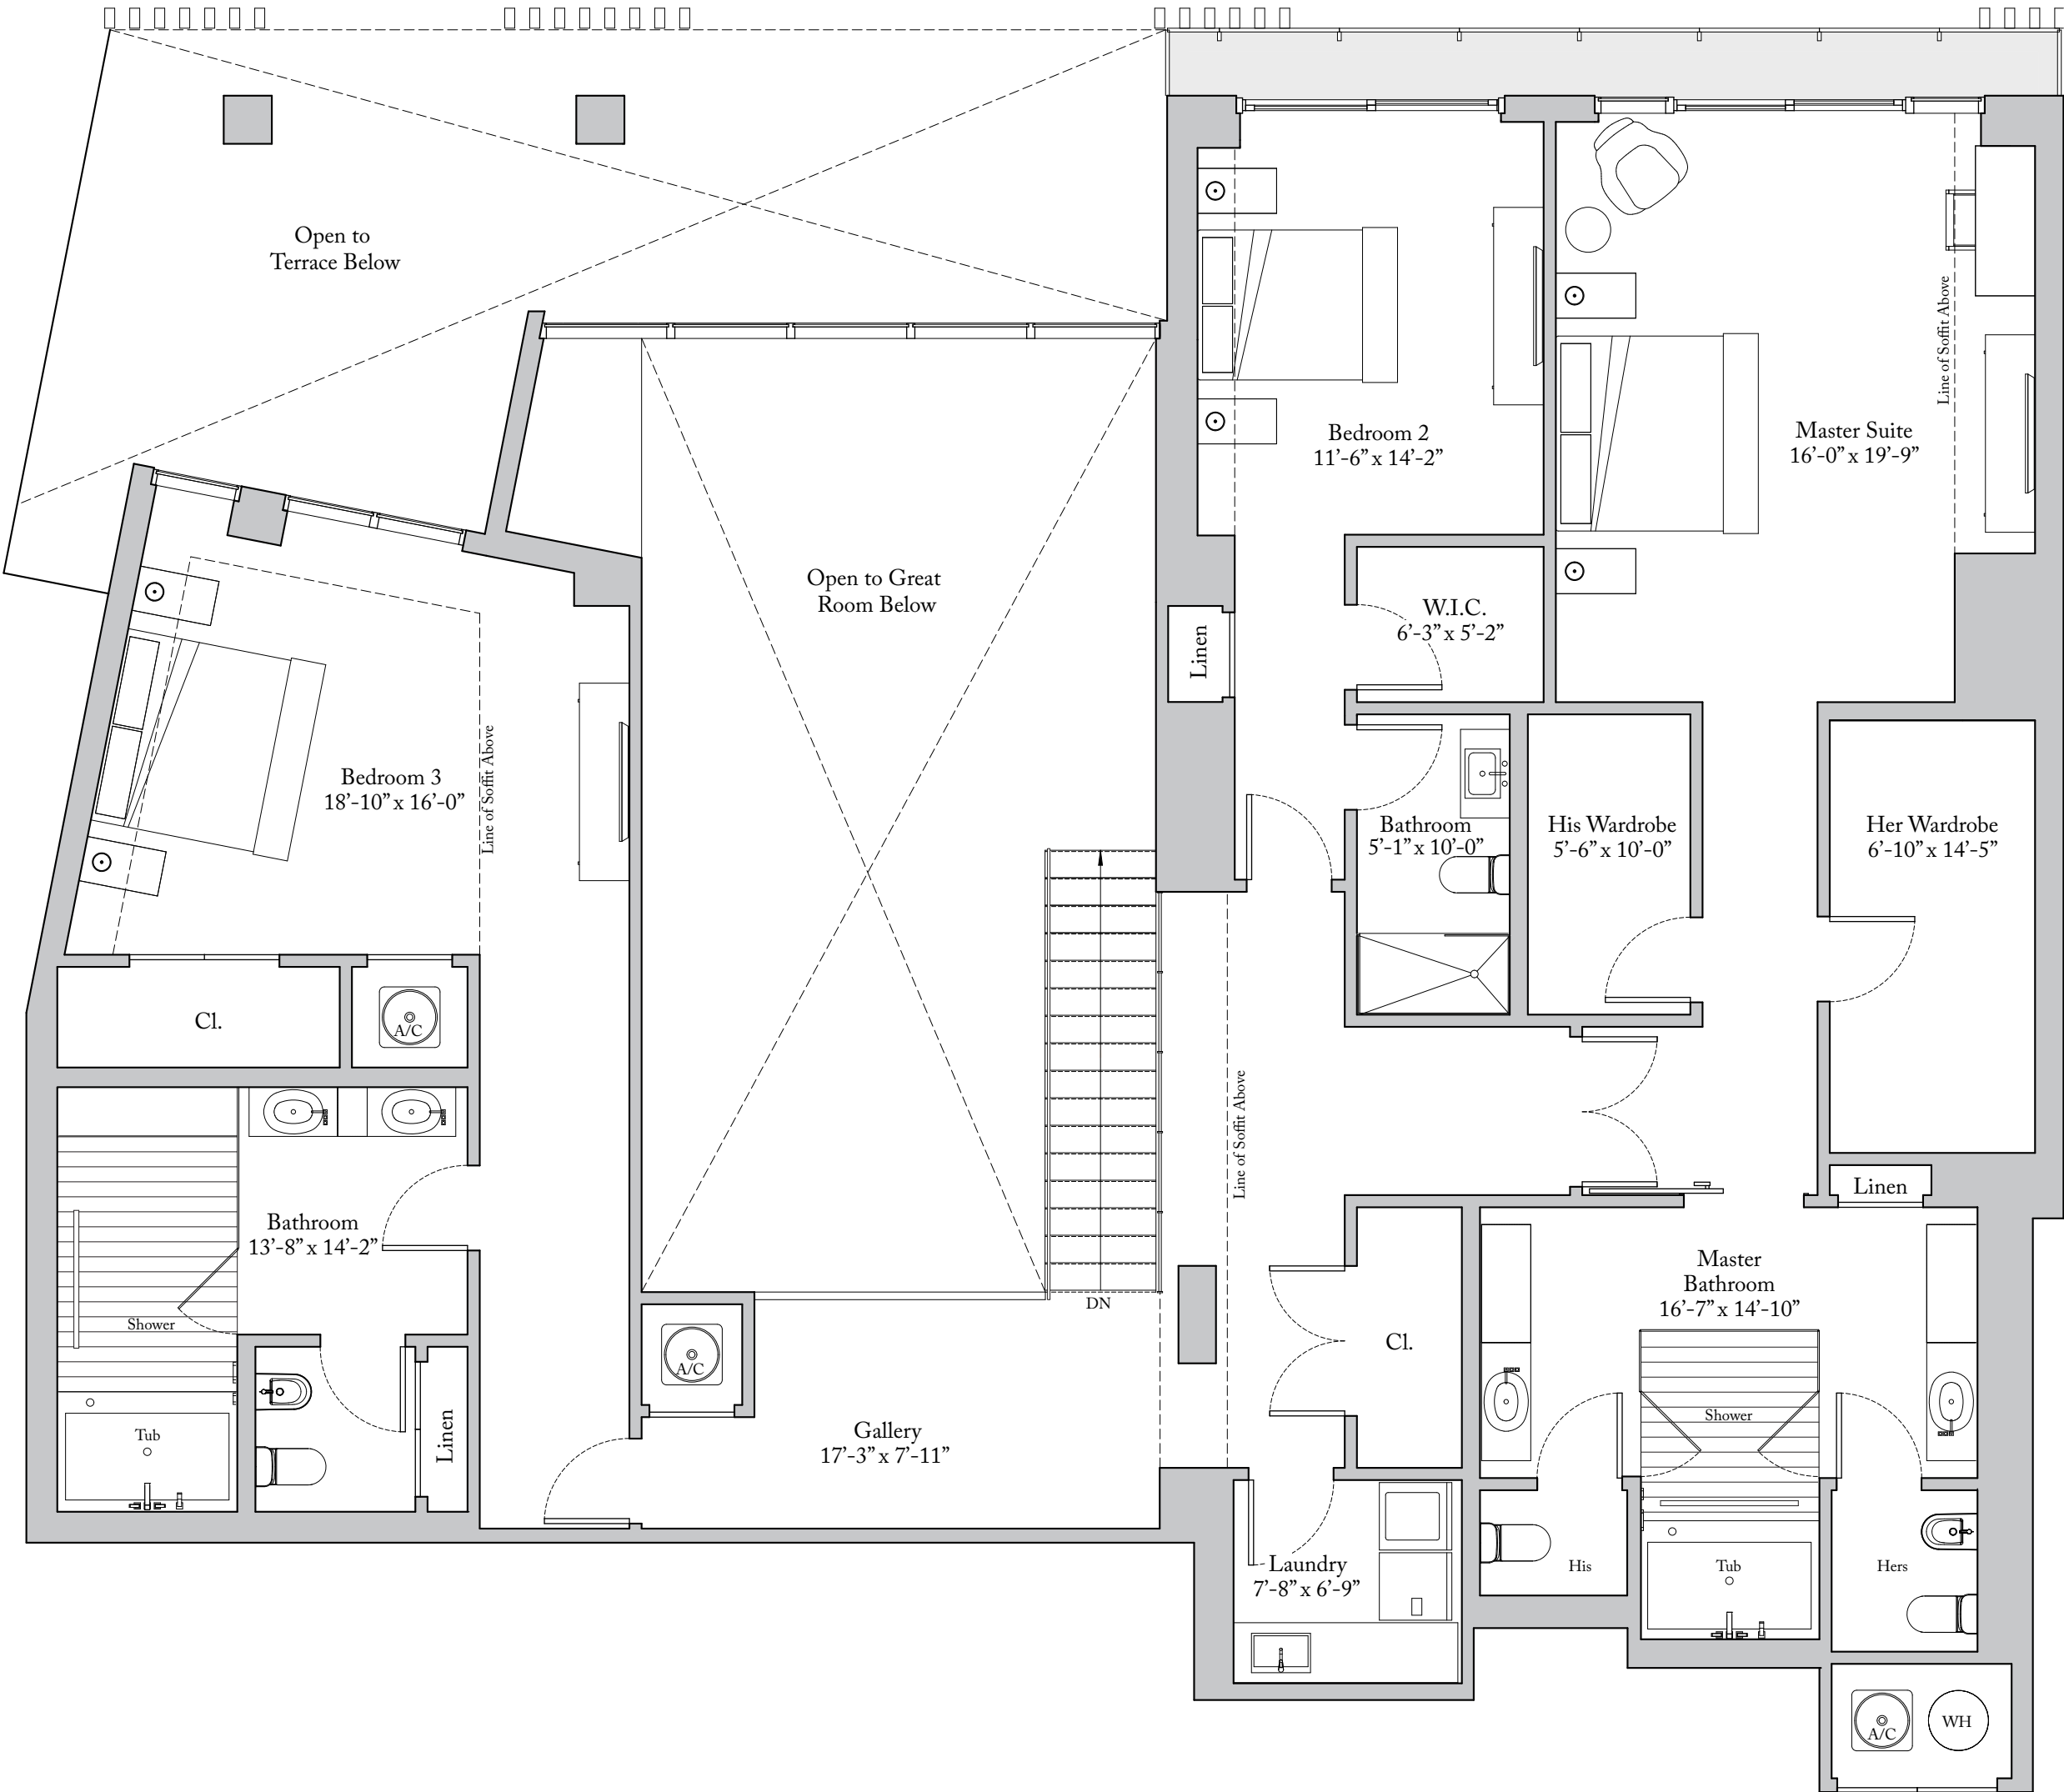 Open to
Terrace Below
Bedroom 2
11’-6” x 14’-2”
Line of Soffit Above
Master Suite
16’-0” x 19’-9”
Open to Great
Room Below
W.I.C.
6’-3” x 5’-2”
Linen
Bedroom 3
18’-10” x 16’-0”
Line of Soffit Above
Bathroom
5’-1” x 10’-0”
His Wardrobe
5’-6” x 10’-0”
Her Wardrobe
6’-10” x 14’-5”
Cl.
A/C
Line of Soffit Above
Linen
Bathroom
13’-8” x 14’-2”
Shower
Master
Bathroom
16’-7” x 14’-10”
DN
Cl.
A/C
Shower
Tub
Linen
Gallery
17’-3” x 7’-11”
Laundry
7’-8” x 6’-9”
His
Tub
Hers
A/C
WH